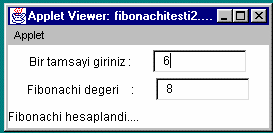 Applet Viewer: fibonachitesti2....
Applet
Bir tamsayi giriniz : 6
Fibonachi degeri : 8
Fibonachi hesaplandi....